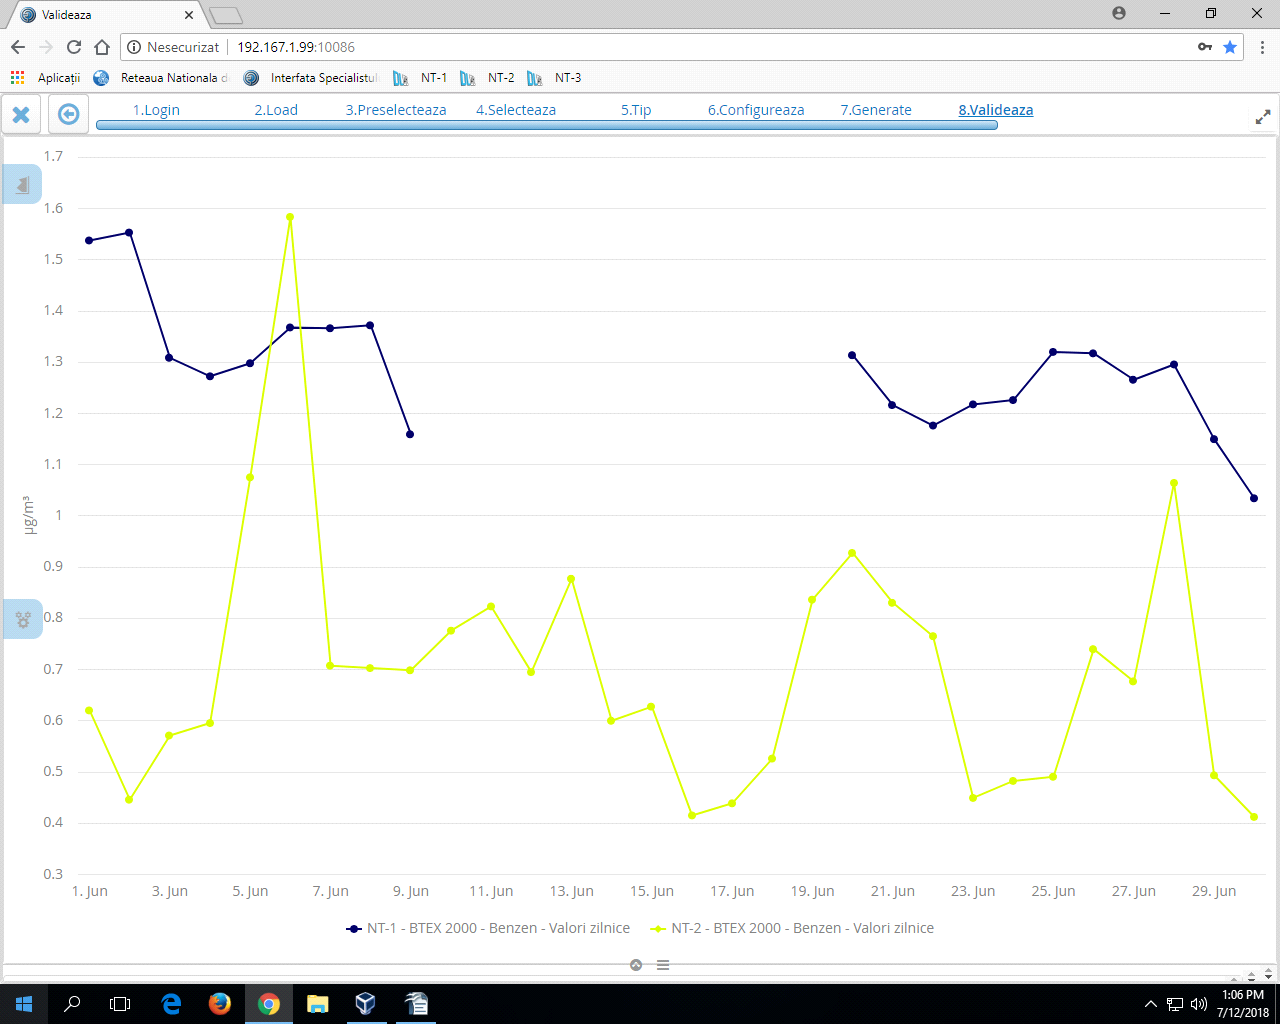 Valideaza
Nesecurizat 192.167.1.99:10086
Aplicații Reteaua Nationala d Interfata Specialistulu NT-1 NT-2 NT-3
1.Login 2.Load 3.Preselecteaza 4.Selecteaza 5.Tip 6.Configureaza 7.Generate 8.Valideaza
1.7
1.6
1.5
1.4
1.3
1.2
1.1
1
0.9
0.8
0.7
0.6
0.5
0.4
0.3
µg/m³
1. Jun 3. Jun 5. Jun 7. Jun 9. Jun 11. Jun 13. Jun 15. Jun 17. Jun 19. Jun 21. Jun 23. Jun 25. Jun 27. Jun 29. Jun
NT-1 - BTEX 2000 - Benzen - Valori zilnice NT-2 - BTEX 2000 - Benzen - Valori zilnice
1:06 PM
7/12/2018